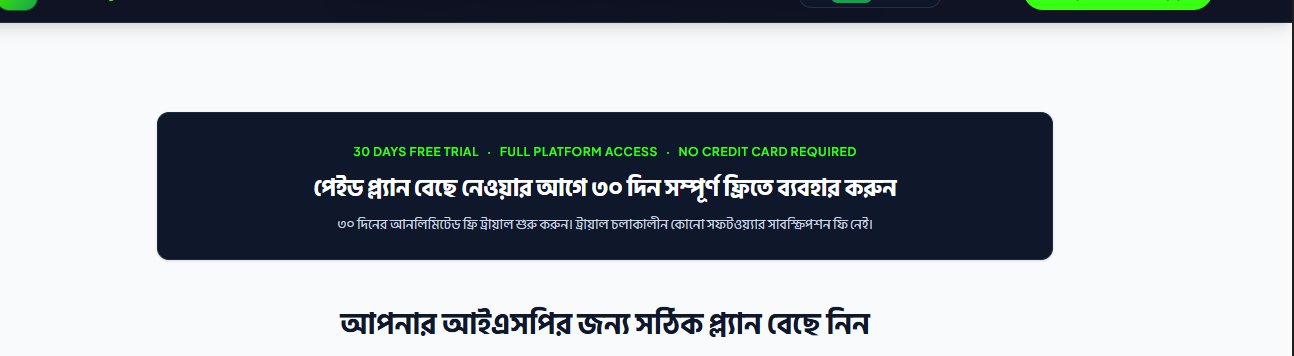 30 DAYS FREE TRIAL · FULL PLATFORM ACCESS · NO CREDIT CARD REQUIRED
পেইড প্ল্যান বেছে নেওয়ার আগে ৩০ দিন সম্পূর্ণ ফ্রিতে ব্যবহার করুন
৩০ দিনের আনলিমিটেড ফ্রি ট্রায়াল শুরু করুন। ট্রায়াল চলাকালীন কোনো সফটওয়্যার সাবস্ক্রিপশন ফি নেই।
আপনার আইএসপির জন্য সঠিক প্ল্যান বেছে নিন